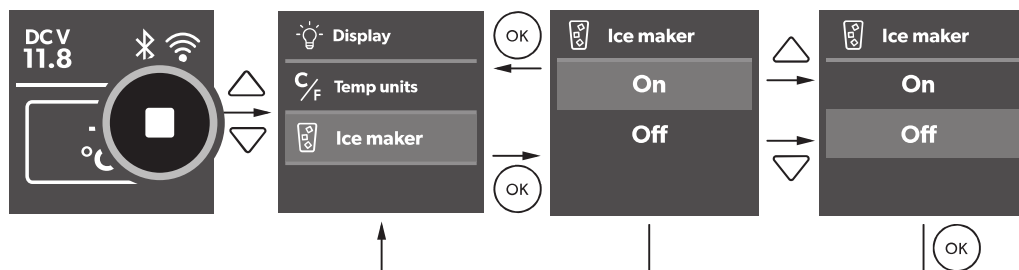 DC V
11.8
°C
Display
C/F Temp units
Ice maker
OK
OK
Ice maker
On
Off
Ice maker
On
Off
OK